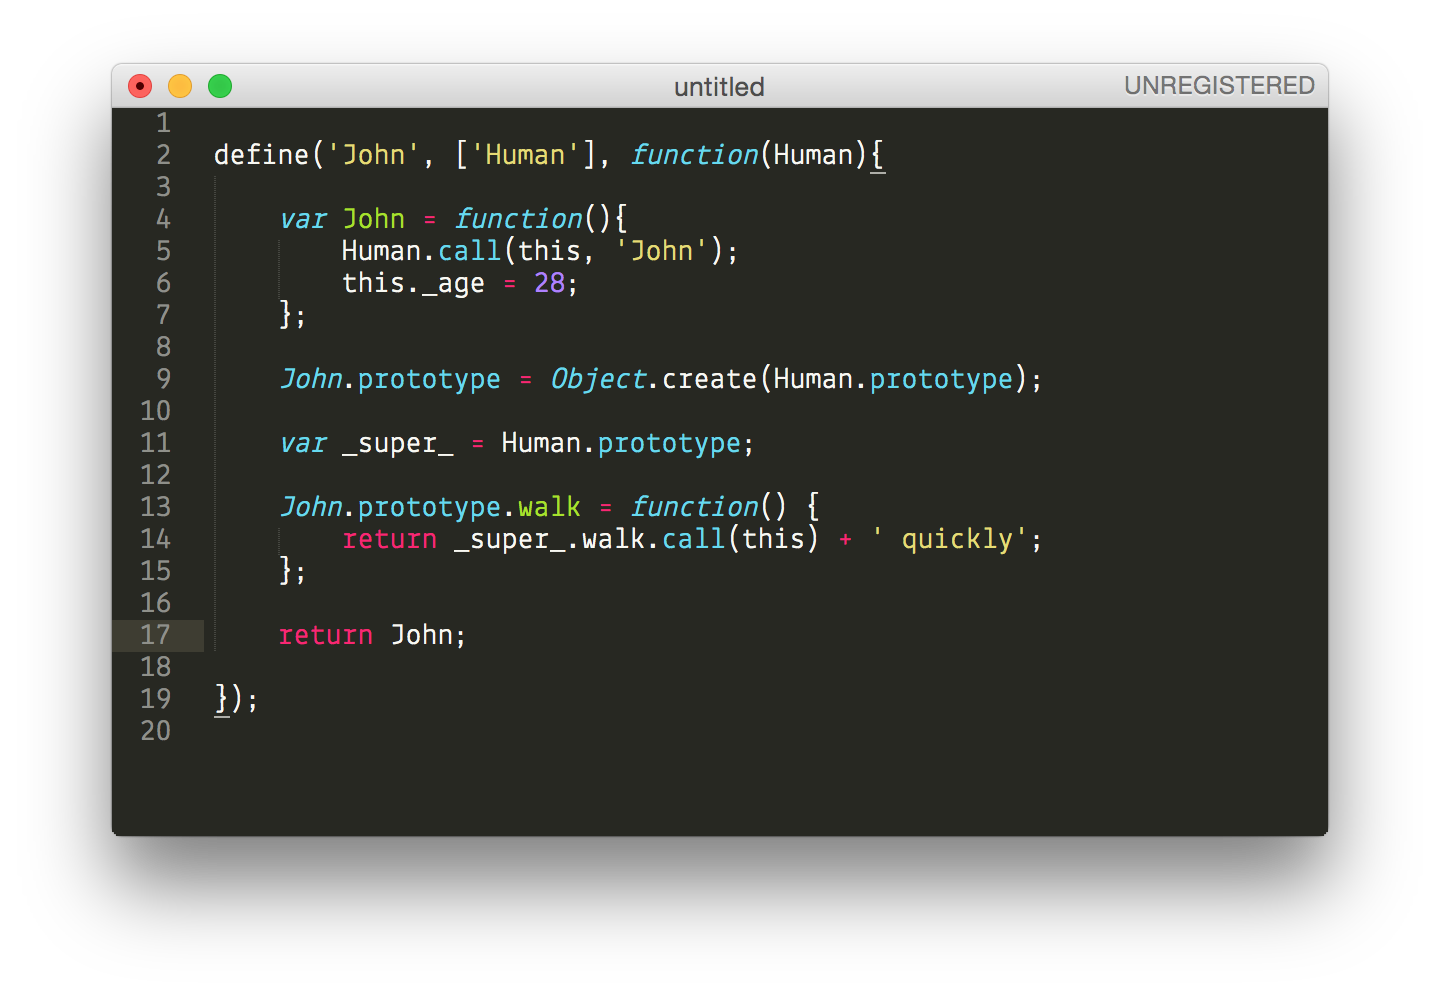 untitled
UNREGISTERED
1
2 define('John', ['Human'], function(Human){
3
4     var John = function(){
5         Human.call(this, 'John');
6         this._age = 28;
7     };
8
9     John.prototype = Object.create(Human.prototype);
10
11     var _super_ = Human.prototype;
12
13     John.prototype.walk = function() {
14         return _super_.walk.call(this) + ' quickly';
15     };
16
17     return John;
18
19 });
20